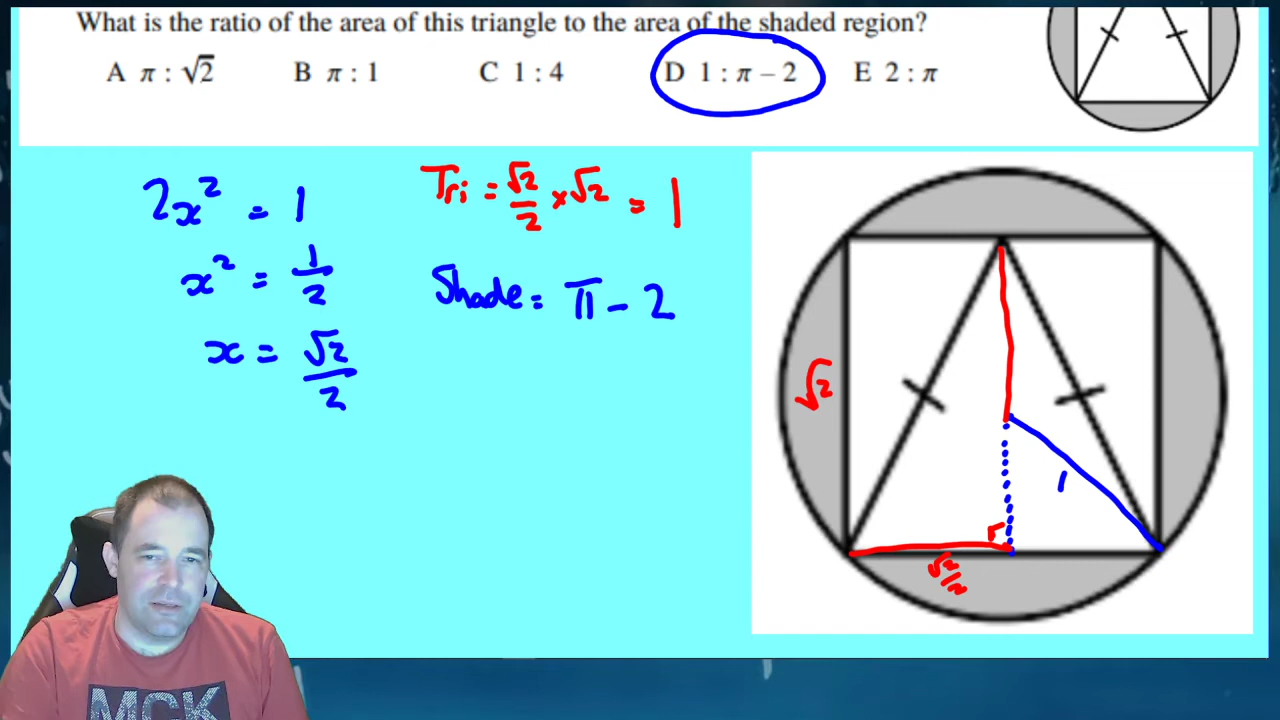 What is the ratio of the area of this triangle to the area of the shaded region?
A π : √2 B π : 1 C 1 : 4 D 1 : π – 2 E 2 : π
2x² = 1
x² = 1/2
x = √2/2
Tri = √2/2 × √2 = 1
Shade = π – 2
√2
1
√2/2
MCK